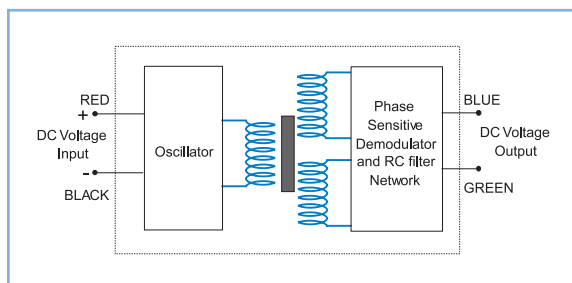 RED
+
DC Voltage
Input
-
BLACK
Oscillator
Phase
Sensitive
Demodulator
and RC filter
Network
BLUE
DC Voltage
Output
GREEN